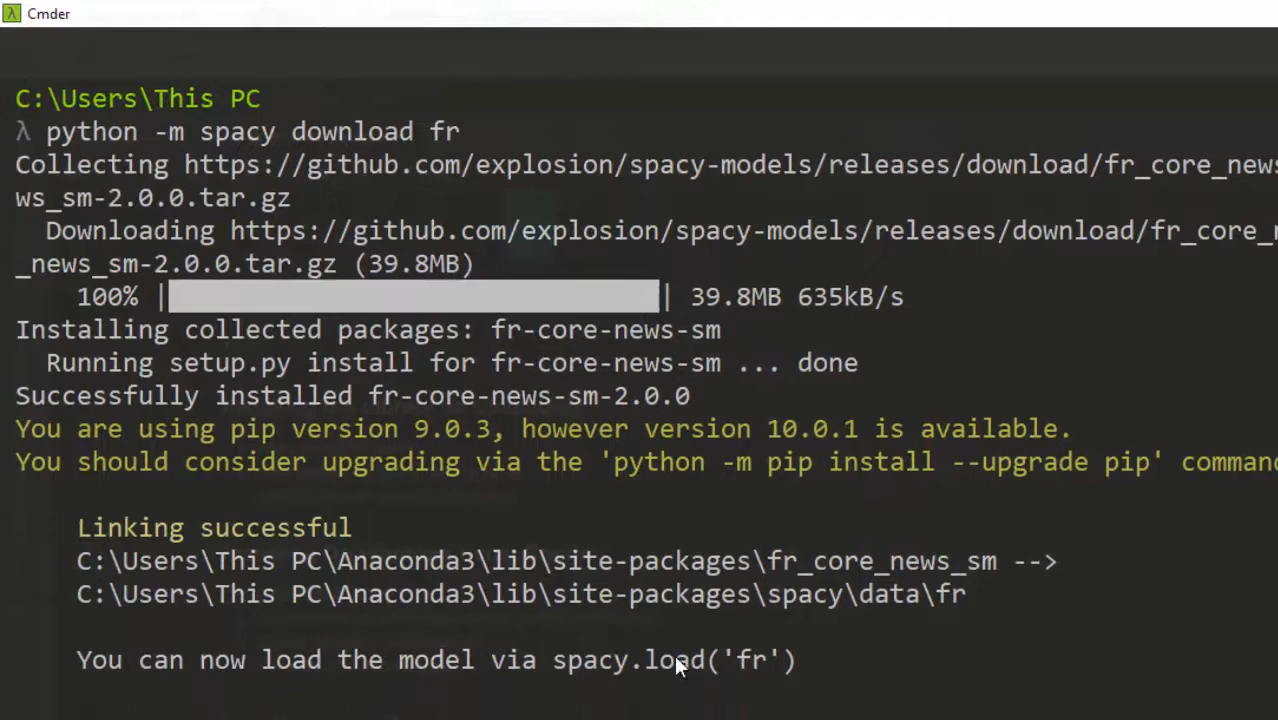 Cmder
C:\Users\This PC
λ python -m spacy download fr
Collecting https://github.com/explosion/spacy-models/releases/download/fr_core_news
ws_sm-2.0.0.tar.gz
Downloading https://github.com/explosion/spacy-models/releases/download/fr_core_
_news_sm-2.0.0.tar.gz (39.8MB)
100% | | 39.8MB 635kB/s
Installing collected packages: fr-core-news-sm
Running setup.py install for fr-core-news-sm ... done
Successfully installed fr-core-news-sm-2.0.0
You are using pip version 9.0.3, however version 10.0.1 is available.
You should consider upgrading via the 'python -m pip install --upgrade pip' comman
Linking successful
C:\Users\This PC\Anaconda3\lib\site-packages\fr_core_news_sm -->
C:\Users\This PC\Anaconda3\lib\site-packages\spacy\data\fr
You can now load the model via spacy.load('fr')